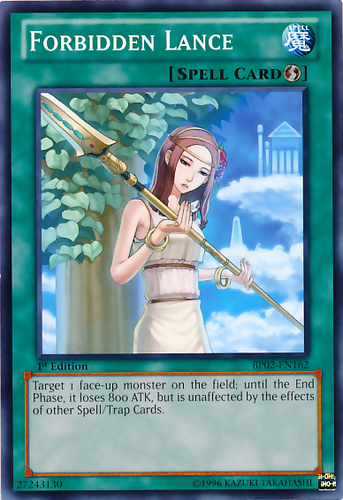 FORBIDDEN LANCE
魔
[SPELL CARD]
1st Edition
BP02-EN162
Target 1 face-up monster on the field; until the End
Phase, it loses 800 ATK, but is unaffected by the effects
of other Spell/Trap Cards.
27243130
©1996 KAZUKI TAKAHASHI